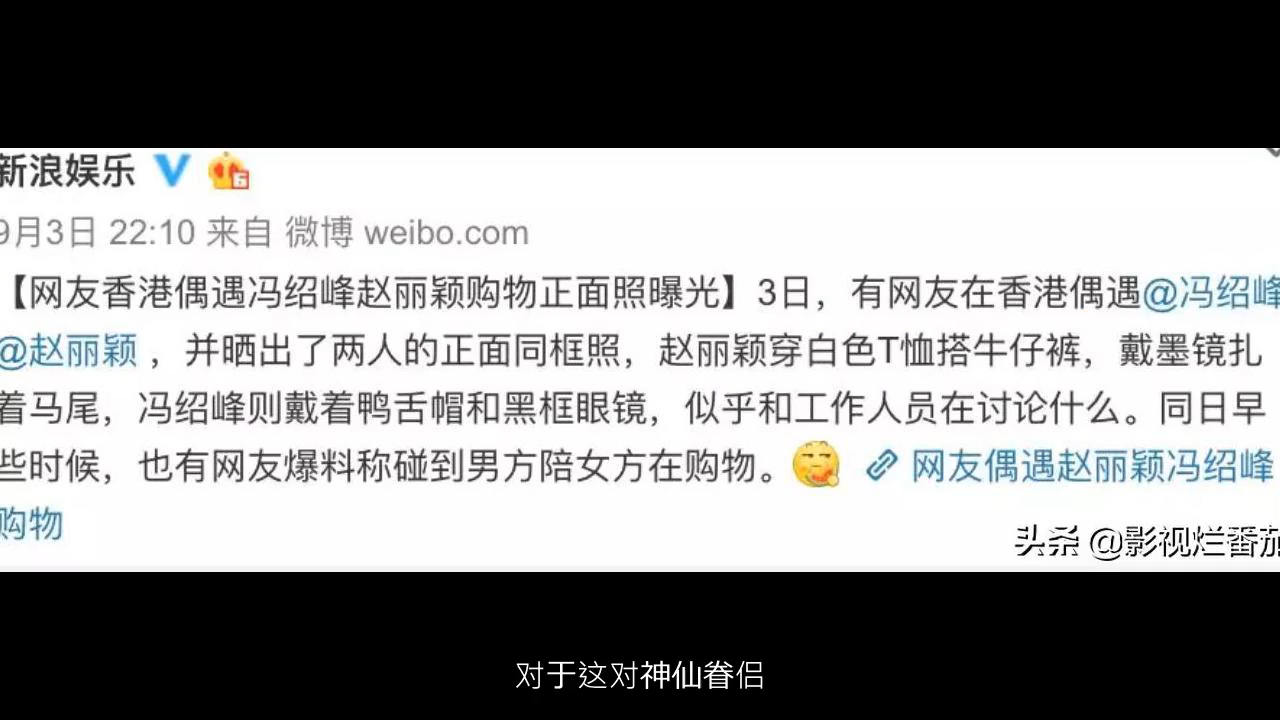 新浪娱乐
9月3日 22:10 来自 微博 weibo.com
【网友香港偶遇冯绍峰赵丽颖购物正面照曝光】3日，有网友在香港偶遇@冯绍峰
@赵丽颖 ，并晒出了两人的正面同框照，赵丽颖穿白色T恤搭牛仔裤，戴墨镜扎
着马尾，冯绍峰则戴着鸭舌帽和黑框眼镜，似乎和工作人员在讨论什么。同日早
些时候，也有网友爆料称碰到男方陪女方在购物。 网友偶遇赵丽颖冯绍峰
购物
头条 @影视烂番茄
对于这对神仙眷侣